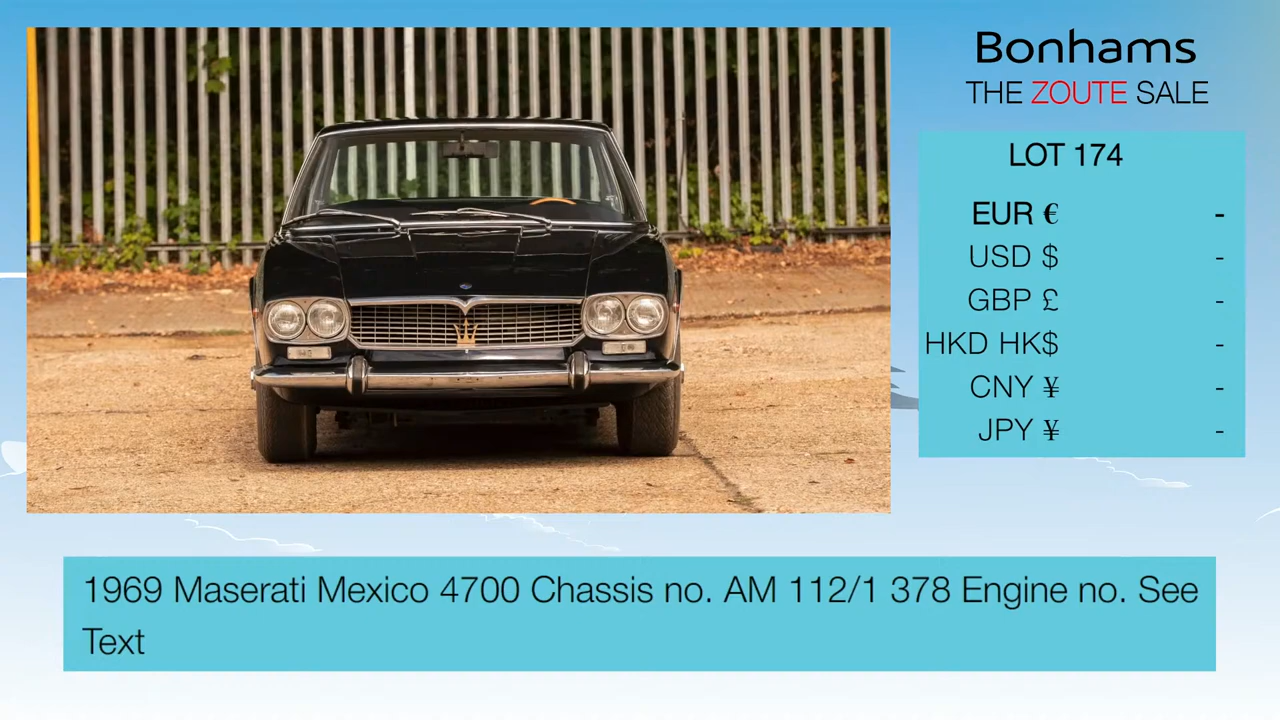 Bonhams
THE ZOUTE SALE
LOT 174
EUR € -
USD $ -
GBP £ -
HKD HK$ -
CNY ¥ -
JPY ¥ -
1969 Maserati Mexico 4700 Chassis no. AM 112/1 378 Engine no. See
Text